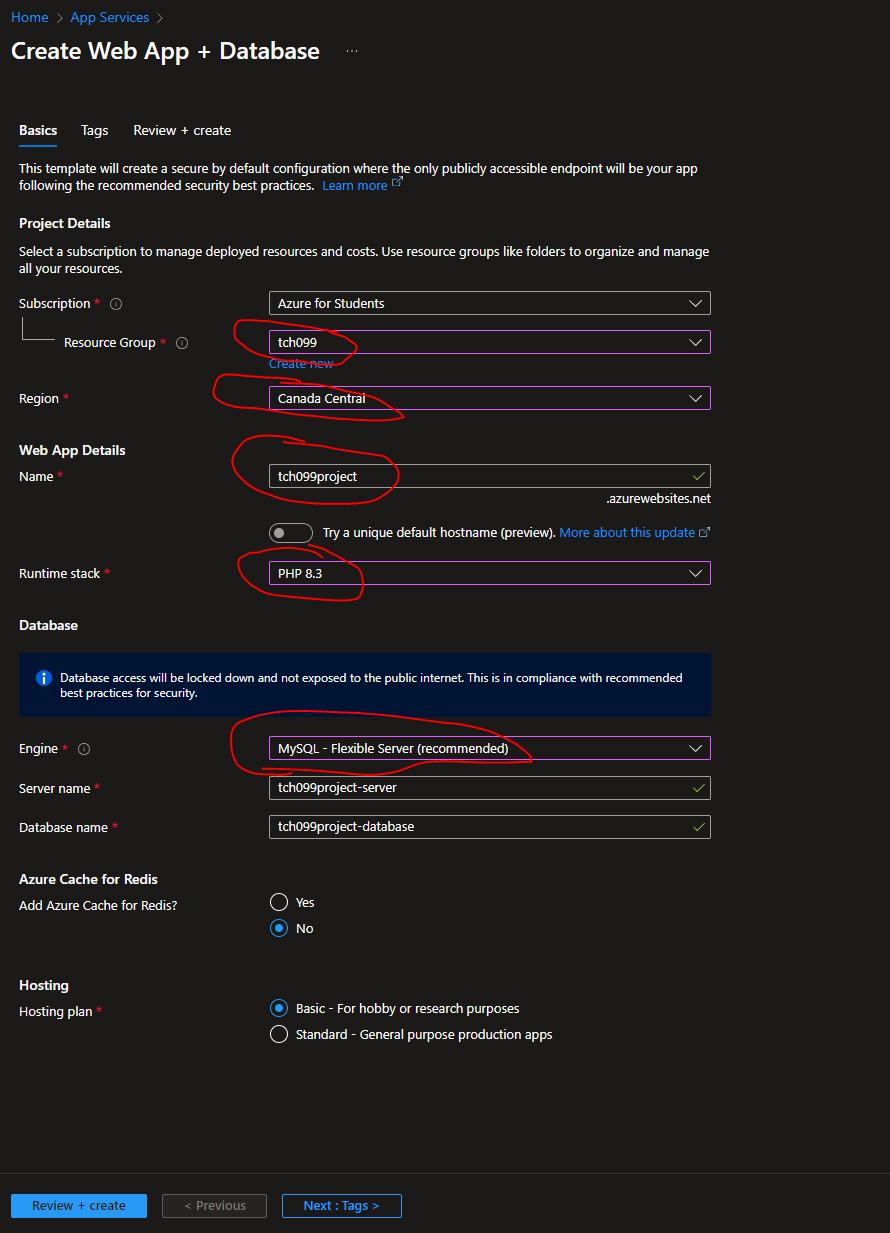 Home > App Services >
Create Web App + Database ...
Basics Tags Review + create
This template will create a secure by default configuration where the only publicly accessible endpoint will be your app
following the recommended security best practices. Learn more
Project Details
Select a subscription to manage deployed resources and costs. Use resource groups like folders to organize and manage
all your resources.
Subscription * Azure for Students
Resource Group * tch099
Create new
Region * Canada Central
Web App Details
Name * tch099project
.azurewebsites.net
Try a unique default hostname (preview). More about this update
Runtime stack * PHP 8.3
Database
Database access will be locked down and not exposed to the public internet. This is in compliance with recommended
best practices for security.
Engine * MySQL - Flexible Server (recommended)
Server name * tch099project-server
Database name * tch099project-database
Azure Cache for Redis
Add Azure Cache for Redis? Yes
No
Hosting
Hosting plan * Basic - For hobby or research purposes
Standard - General purpose production apps
Review + create < Previous Next : Tags >